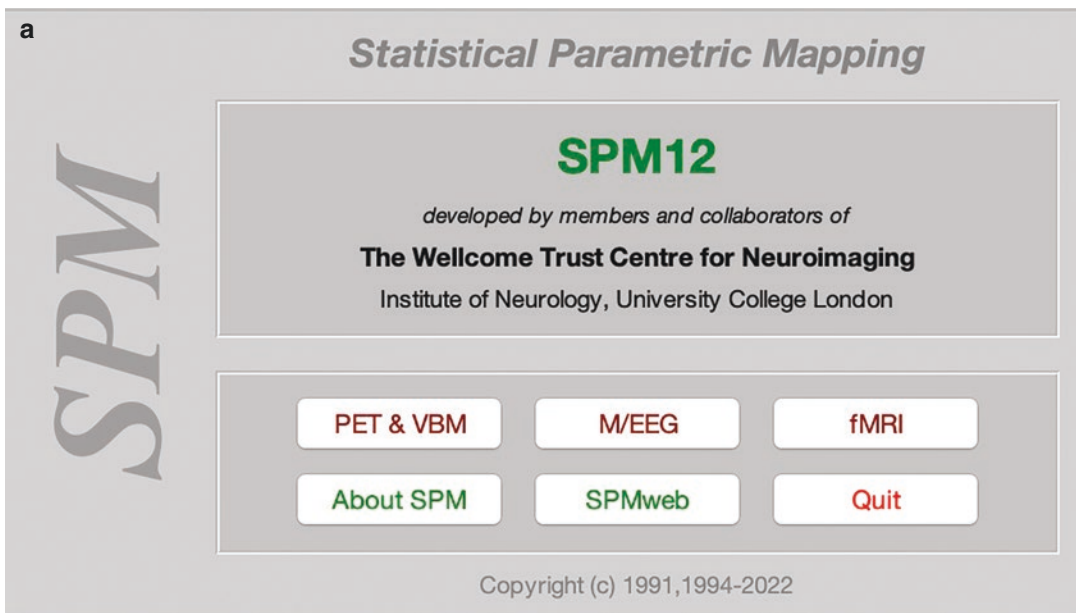 a
Statistical Parametric Mapping
SPM
SPM12
developed by members and collaborators of
The Wellcome Trust Centre for Neuroimaging
Institute of Neurology, University College London
PET & VBM
M/EEG
fMRI
About SPM
SPMweb
Quit
Copyright (c) 1991,1994-2022